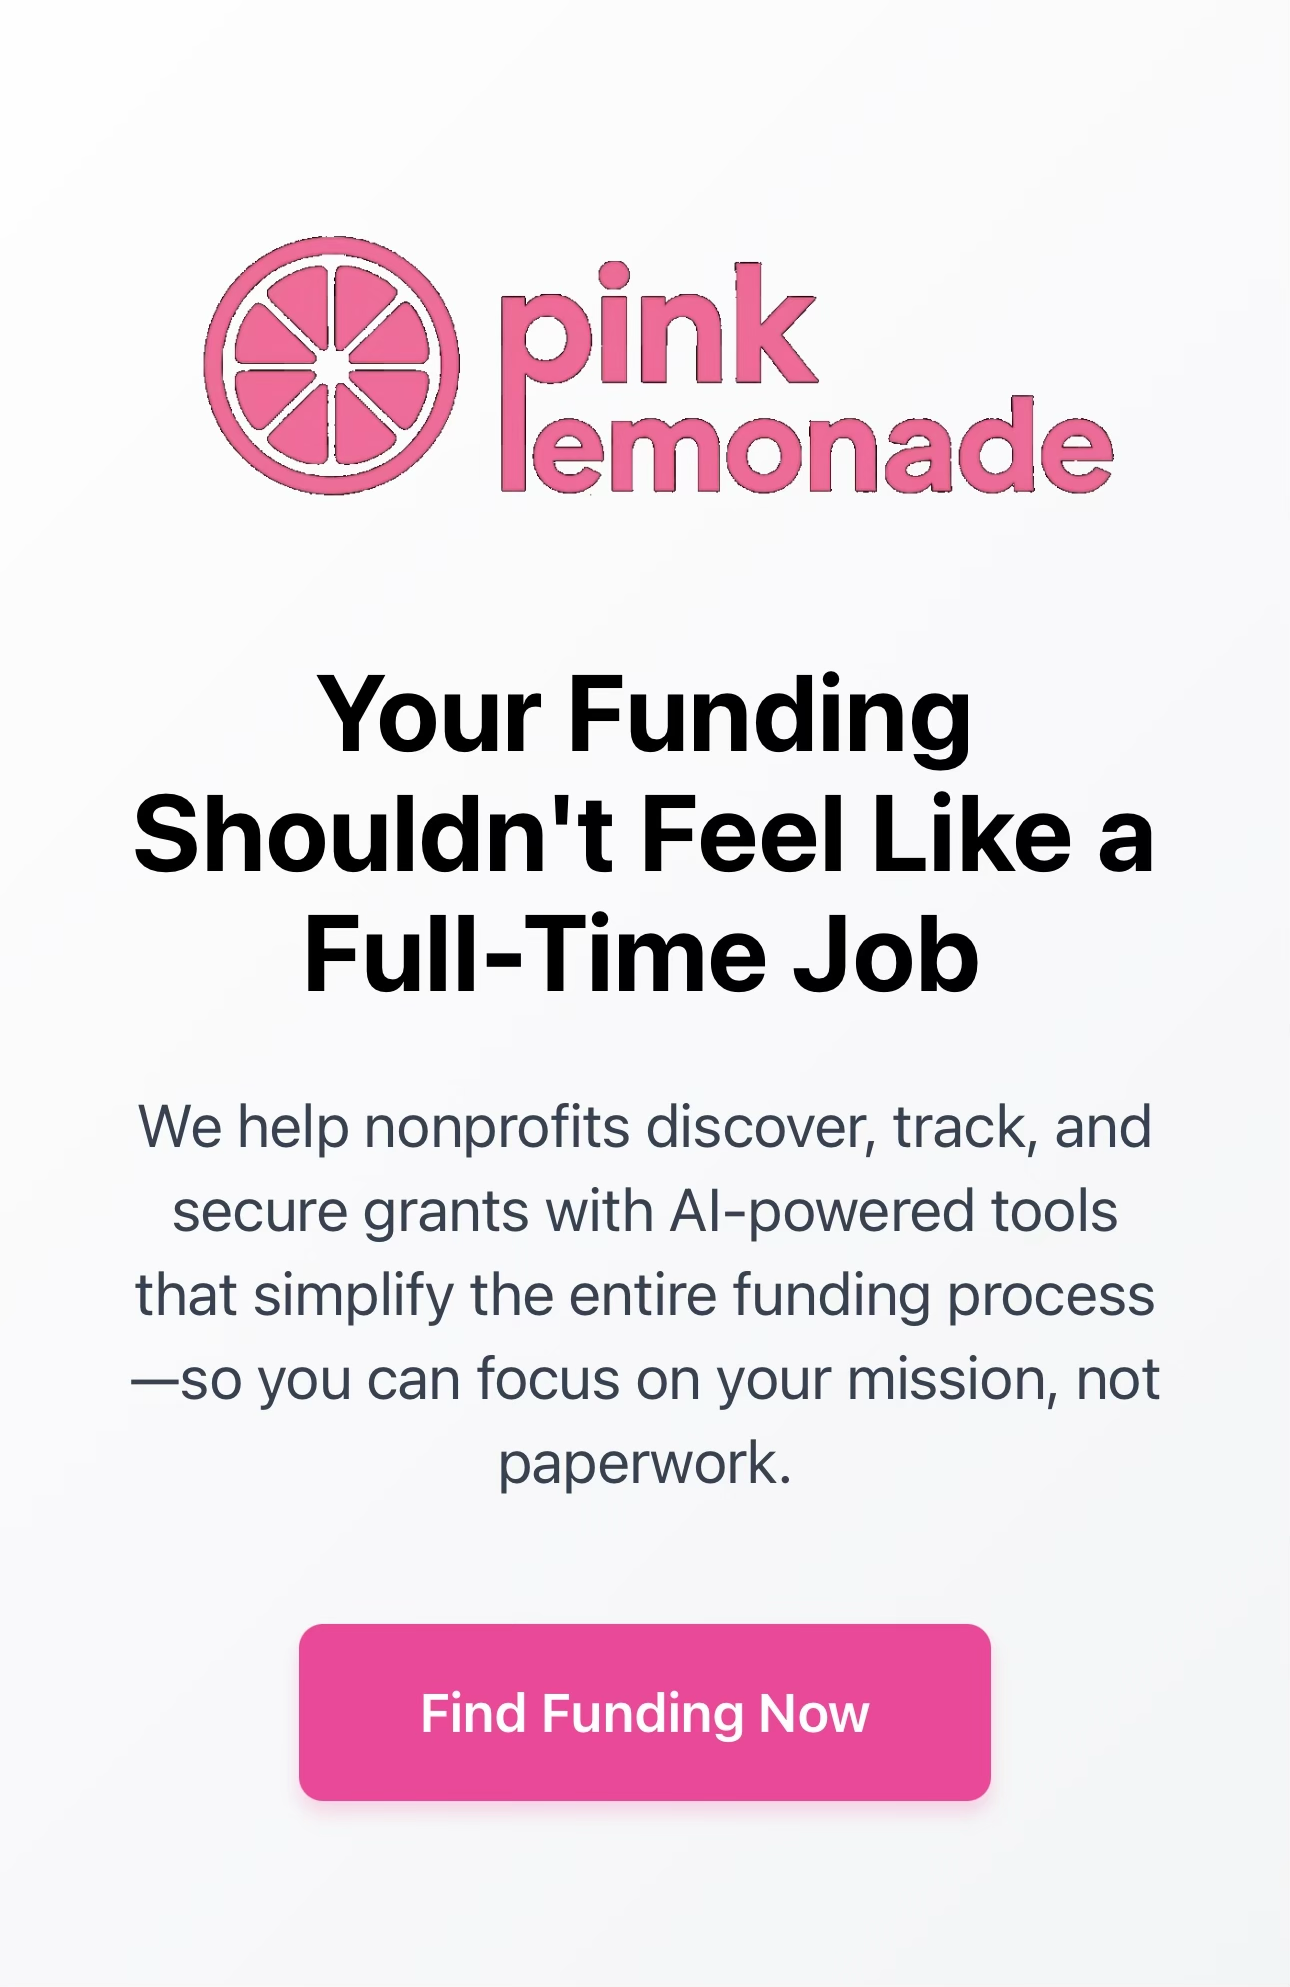 pink
lemonade
Your Funding
Shouldn't Feel Like a
Full-Time Job
We help nonprofits discover, track, and
secure grants with AI-powered tools
that simplify the entire funding process
—so you can focus on your mission, not
paperwork.
Find Funding Now